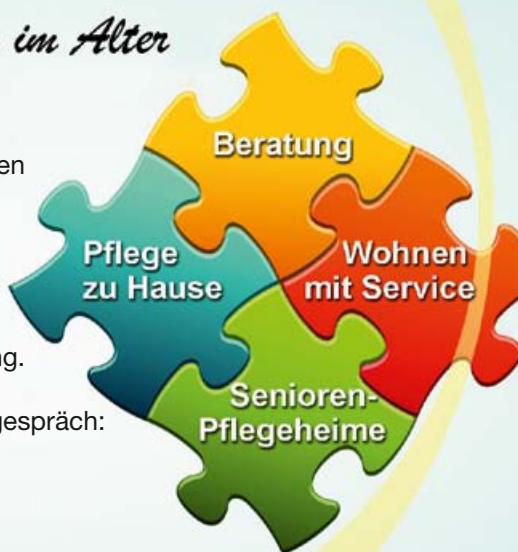 im Alter
en
Beratung
Pflege
zu Hause
Wohnen
mit Service
ng.
Senioren-
Pflegeheime
gespräch: